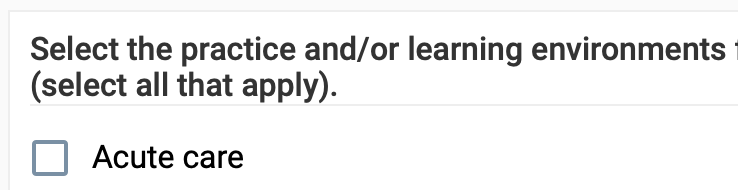 Select the practice and/or learning environments
(select all that apply).
Acute care